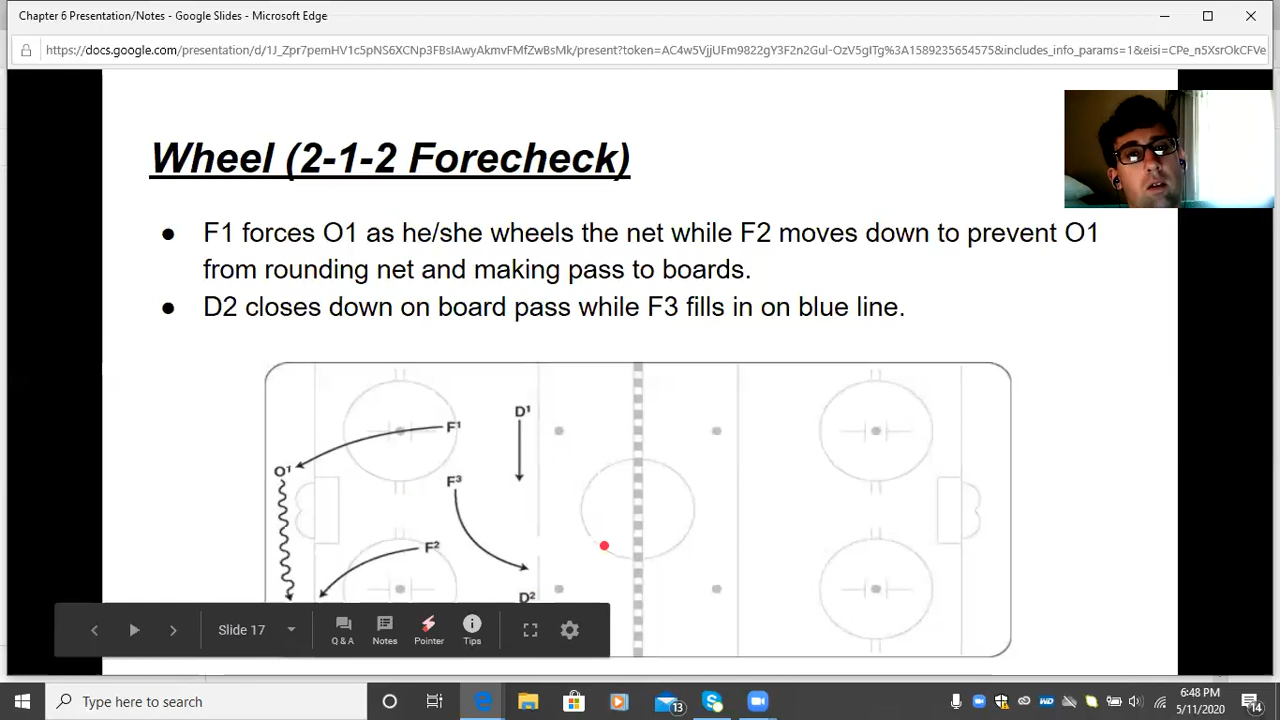 Chapter 6 Presentation/Notes - Google Slides - Microsoft Edge
https://docs.google.com/presentation/d/1J_Zpr7pemHV1c5pNS6XCNp3FBsIAwyAkmvFMfZwBsMk/present?token=AC4w5VjjUFm9822gY3F2n2Gul-OzV5gITg%3A1589235654575&includes_info_params=1&eisi=CPe_n5XsrOkCFVe
Wheel (2-1-2 Forecheck)
● F1 forces O1 as he/she wheels the net while F2 moves down to prevent O1
from rounding net and making pass to boards.
● D2 closes down on board pass while F3 fills in on blue line.
D¹
F¹
O¹
F³
F²
D²
Slide 17
Q & A
Notes
Pointer
Tips
Type here to search
13
WD
6:48 PM
5/11/2020
14